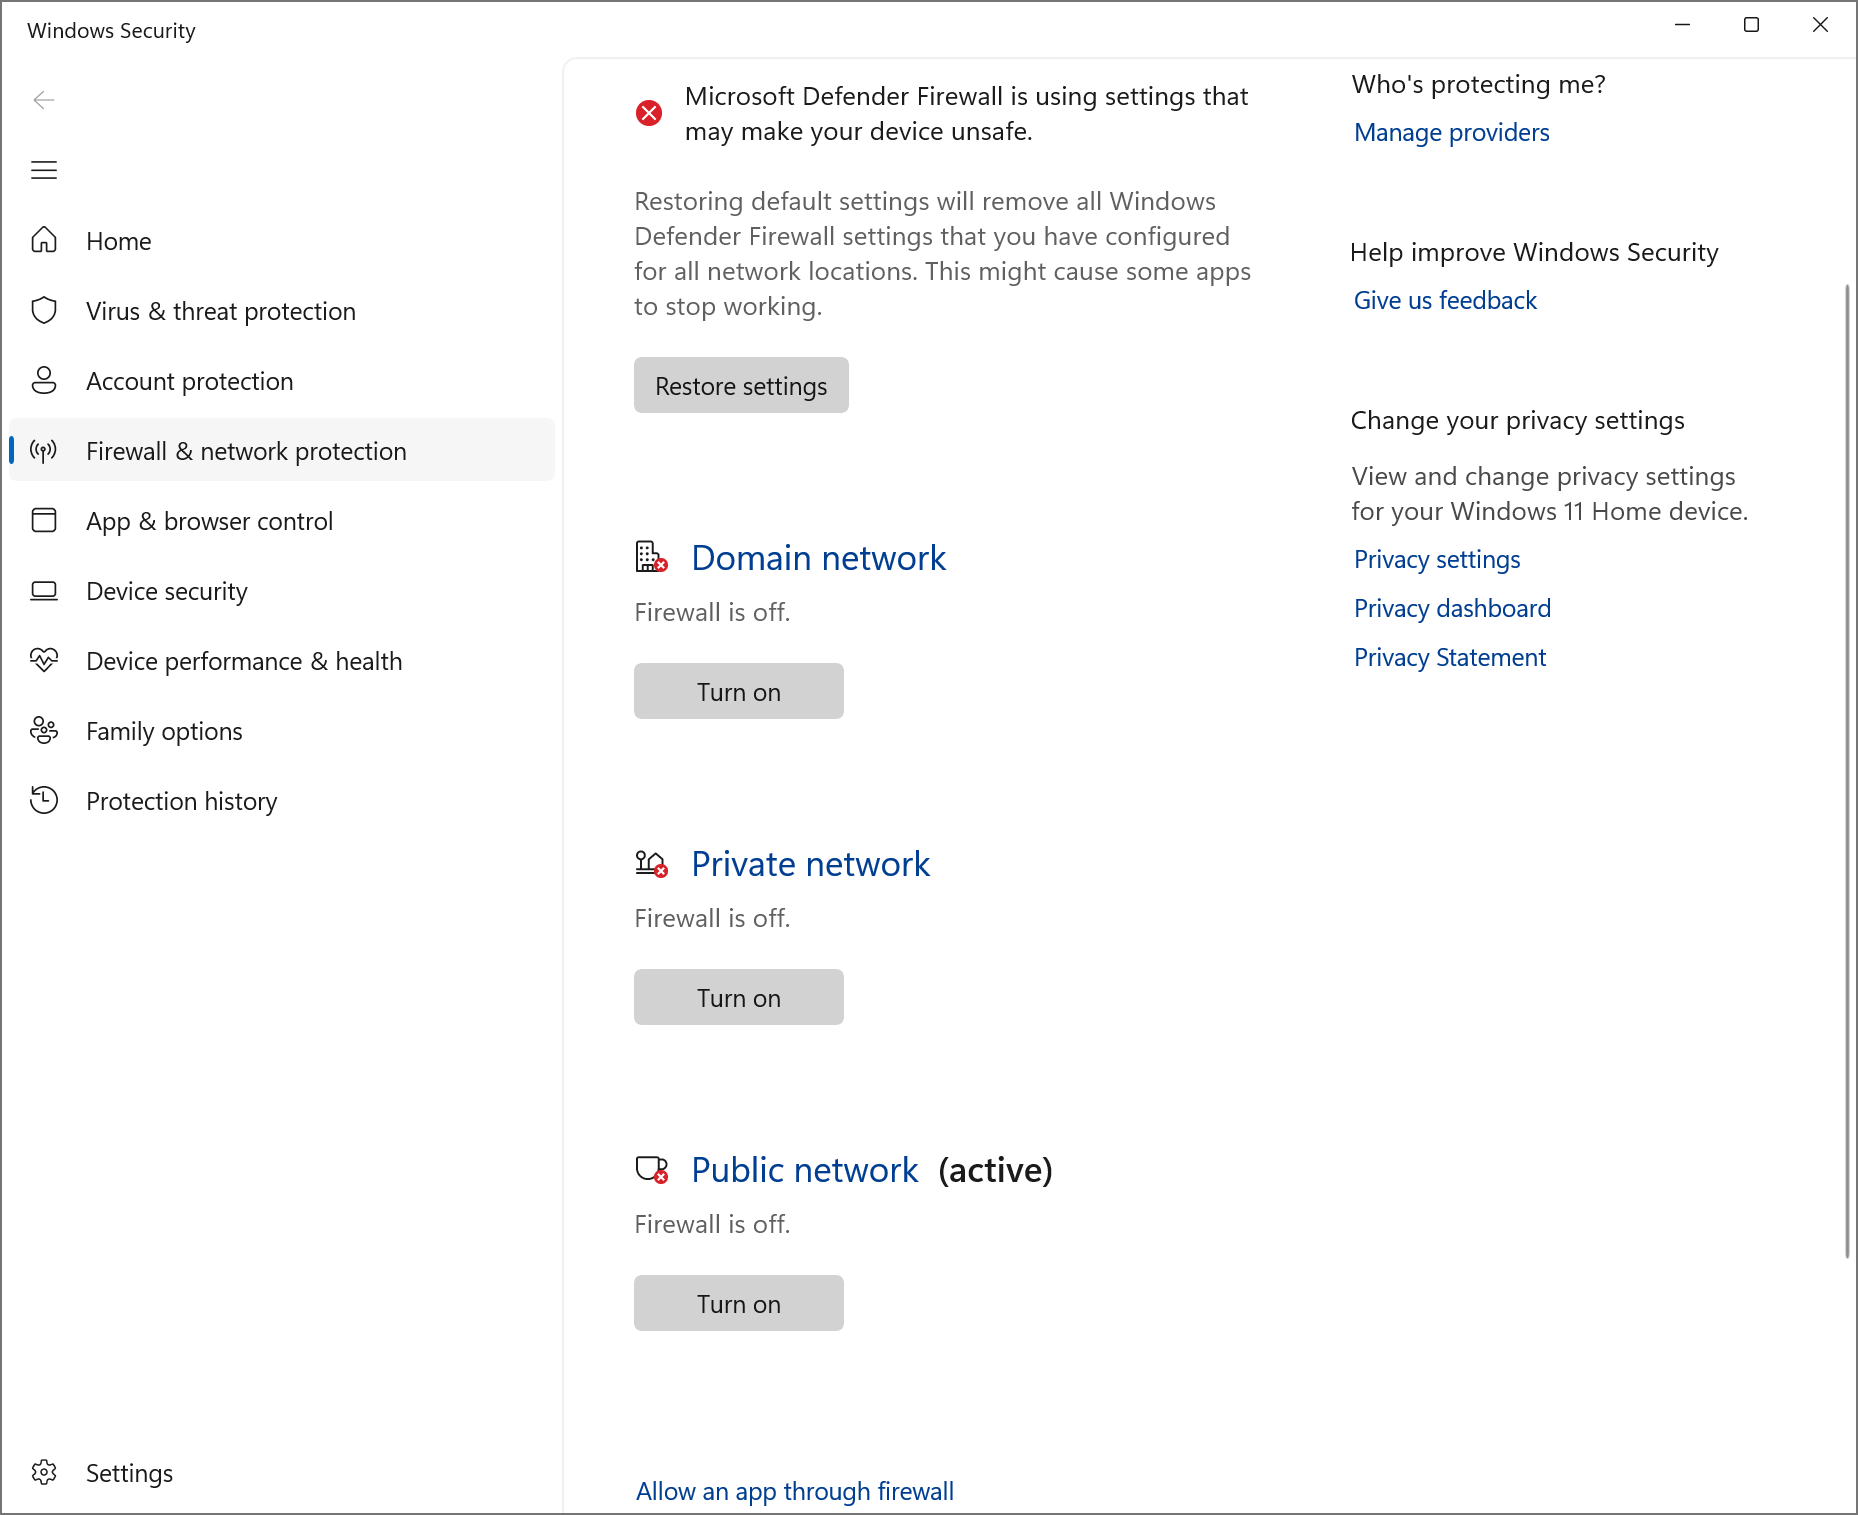 Windows Security
Home
Virus & threat protection
Account protection
Firewall & network protection
App & browser control
Device security
Device performance & health
Family options
Protection history
Settings
Microsoft Defender Firewall is using settings that
may make your device unsafe.
Restoring default settings will remove all Windows
Defender Firewall settings that you have configured
for all network locations. This might cause some apps
to stop working.
Restore settings
Domain network
Firewall is off.
Turn on
Private network
Firewall is off.
Turn on
Public network (active)
Firewall is off.
Turn on
Allow an app through firewall
Who's protecting me?
Manage providers
Help improve Windows Security
Give us feedback
Change your privacy settings
View and change privacy settings
for your Windows 11 Home device.
Privacy settings
Privacy dashboard
Privacy Statement